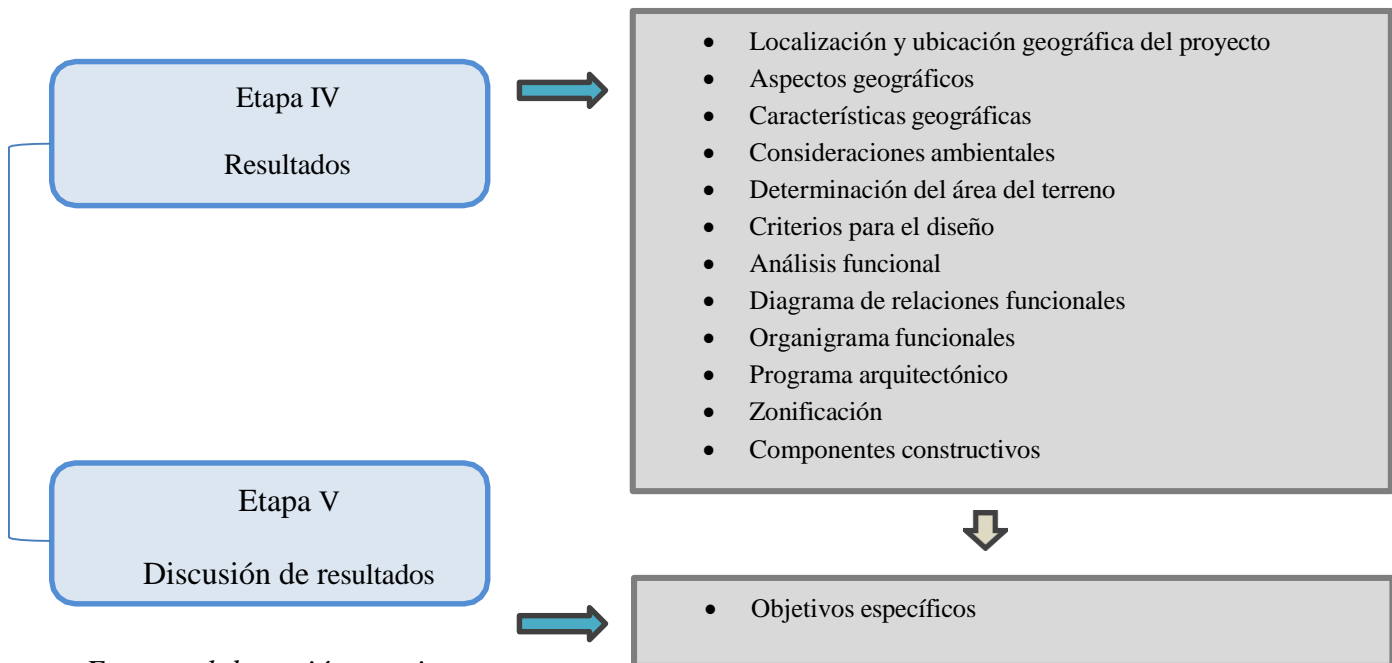 Etapa IV
Resultados
• Localización y ubicación geográfica del proyecto
• Aspectos geográficos
• Características geográficas
• Consideraciones ambientales
• Determinación del área del terreno
• Criterios para el diseño
• Análisis funcional
• Diagrama de relaciones funcionales
• Organigrama funcionales
• Programa arquitectónico
• Zonificación
• Componentes constructivos
Etapa V
Discusión de resultados
• Objetivos específicos